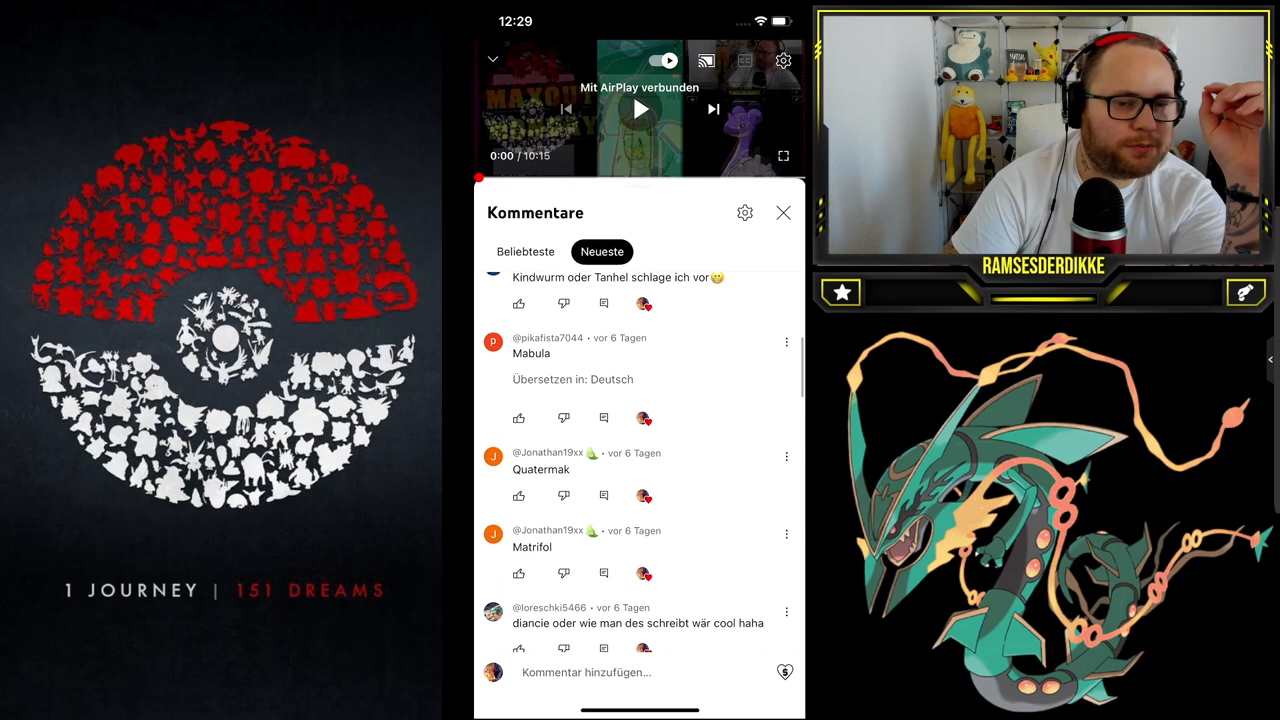 12:29
Mit AirPlay verbunden
0:00 / 10:15
Kommentare
Beliebteste
Neueste
Kindwurm oder Tanhel schlage ich vor😁
P
@pikafista7044 • vor 6 Tagen
Mabula
Übersetzen in: Deutsch
J
@Jonathan19xx • vor 6 Tagen
Quatermak
J
@Jonathan19xx • vor 6 Tagen
Matrifol
@loreschki5466 • vor 6 Tagen
diancie oder wie man des schreibt wär cool haha
Kommentar hinzufügen...
1 JOURNEY | 151 DREAMS
RAMSESDERDIKKE